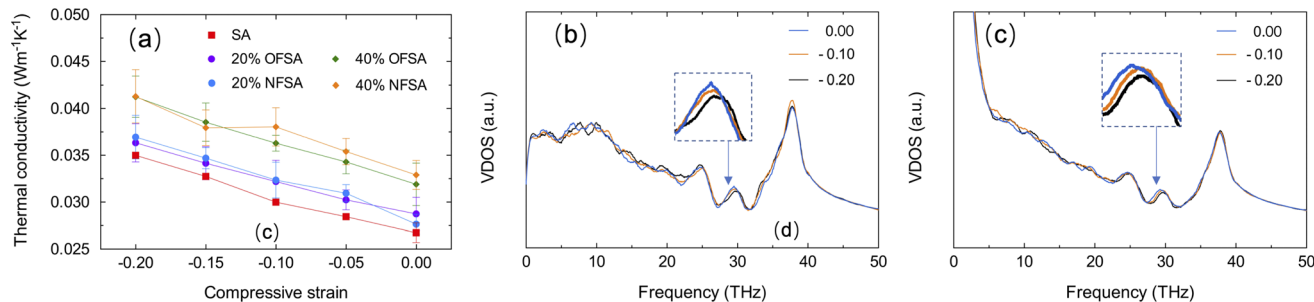 Thermal conductivity (Wm⁻¹K⁻¹)
0.050
0.045
0.040
0.035
0.030
0.025
(a)
SA
20% OFSA
20% NFSA
40% OFSA
40% NFSA
(c)
-0.20
-0.15
-0.10
-0.05
0.00
Compressive strain
VDOS (a.u.)
(b)
0.00
- 0.10
- 0.20
(d)
0
10
20
30
40
50
Frequency (THz)
VDOS (a.u.)
(c)
0.00
- 0.10
- 0.20
0
10
20
30
40
50
Frequency (THz)